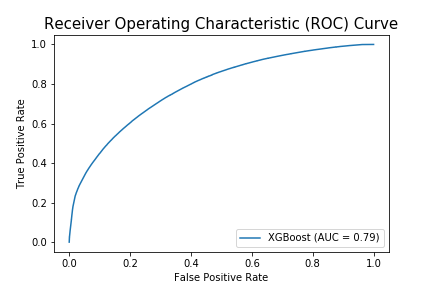 Receiver Operating Characteristic (ROC) Curve
1.0
0.8
0.6
0.4
0.2
0.0
True Positive Rate
XGBoost (AUC = 0.79)
0.0 0.2 0.4 0.6 0.8 1.0
False Positive Rate